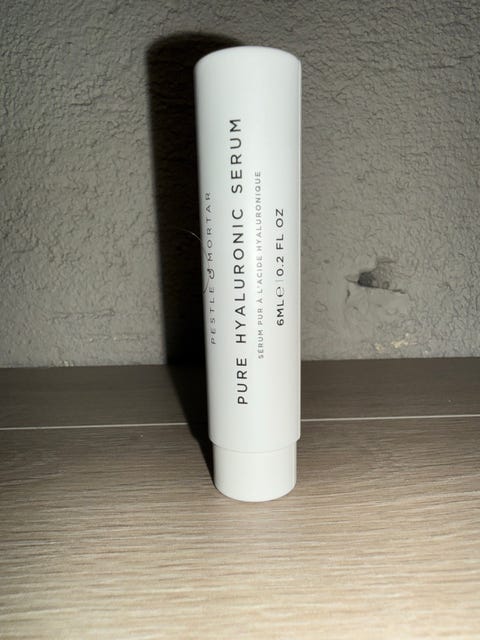 PESTLE & MORTAR
PURE HYALURONIC SERUM
SÉRUM PUR À L'ACIDE HYALURONIQUE
6ML ℮ | 0.2 FL OZ